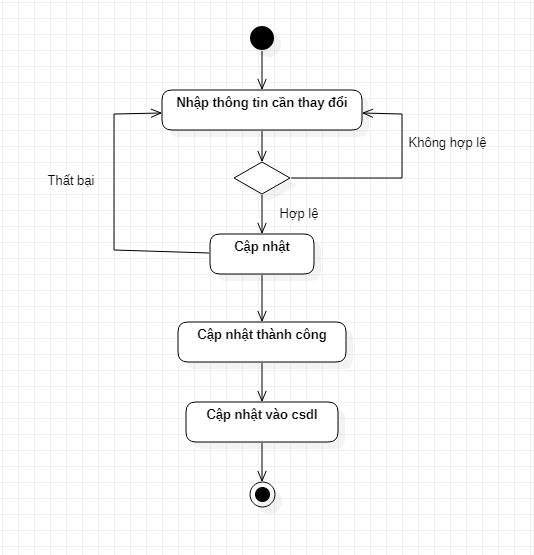 Nhập thông tin cần thay đổi
Không hợp lệ
Thất bại
Hợp lệ
Cập nhật
Cập nhật thành công
Cập nhật vào csdl